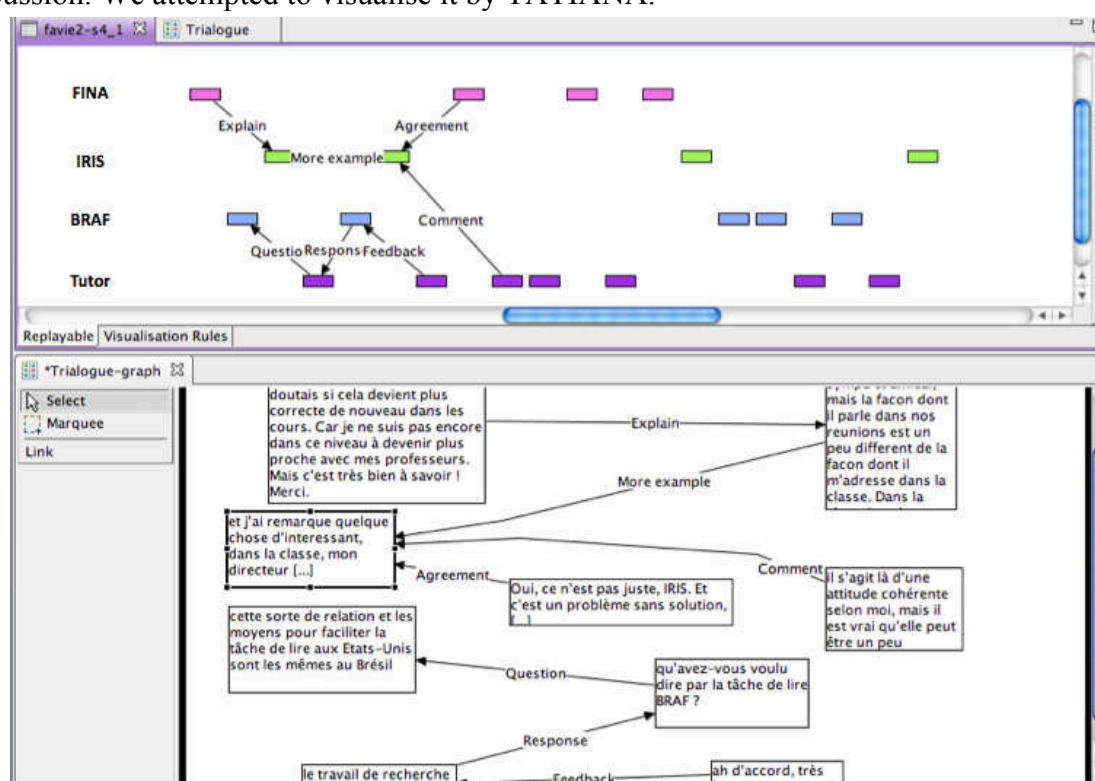 We attempted to visualise it by TATIANA.
favie2-s4_1
Trialogue
FINA
Explain
Agreement
IRIS
More example
BRAF
Comment
Questio
Respons
Feedback
Tutor
Replayable
Visualisation Rules
*Trialogue-graph
Select
Marquee
Link
doutais si cela devient plus
correcte de nouveau dans les
cours. Car je ne suis pas encore
dans ce niveau à devenir plus
proche avec mes professeurs.
Mais c'est très bien à savoir !
Merci.
Explain
mais la facon dont
il parle dans nos
reunions est un
peu different de la
facon dont il
m'adresse dans la
classe. Dans la
More example
et j'ai remarque quelque
chose d'interessant,
dans la classe, mon
directeur [...]
Agreement
Oui, ce n'est pas juste, IRIS. Et
c'est un problème sans solution,
Comment
il s'agit là d'une
attitude cohérente
selon moi, mais il
est vrai qu'elle peut
être un peu
cette sorte de relation et les
moyens pour faciliter la
tâche de lire aux Etats-Unis
sont les mêmes au Brésil
Question
qu'avez-vous voulu
dire par la tâche de lire
BRAF ?
Response
le travail de recherche
Feedback
ah d'accord, très